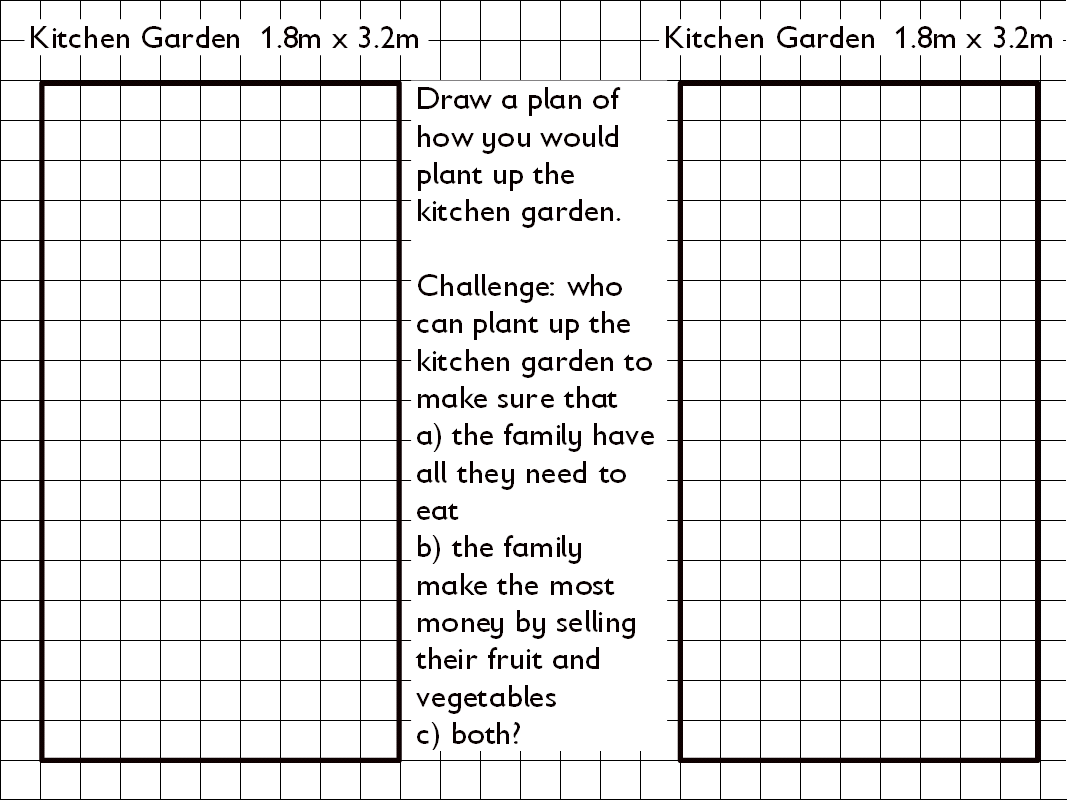 Kitchen Garden 1.8m x 3.2m
Kitchen Garden 1.8m x 3.2m
Draw a plan of
how you would
plant up the
kitchen garden.
Challenge: who
can plant up the
kitchen garden to
make sure that
a) the family have
all they need to
eat
b) the family
make the most
money by selling
their fruit and
vegetables
c) both?